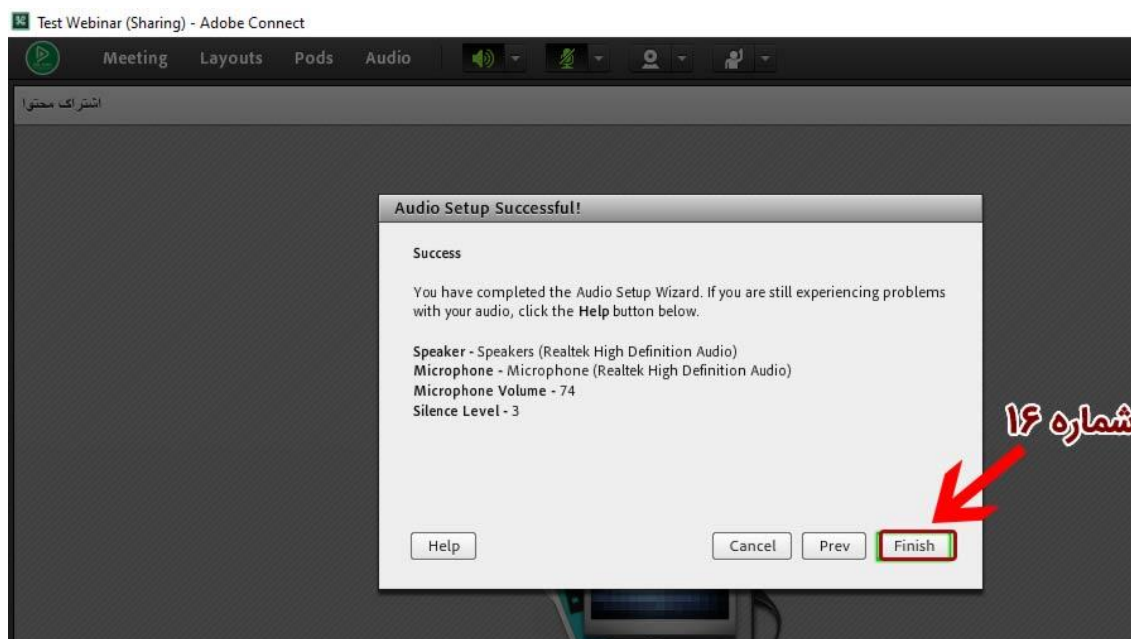 Test Webinar (Sharing) - Adobe Connect
Meeting Layouts Pods Audio
اشتراک محتوا
Audio Setup Successful!
Success
You have completed the Audio Setup Wizard. If you are still experiencing problems
with your audio, click the Help button below.
Speaker - Speakers (Realtek High Definition Audio)
Microphone - Microphone (Realtek High Definition Audio)
Microphone Volume - 74
Silence Level - 3
شماره ۱۶
Help Cancel Prev Finish